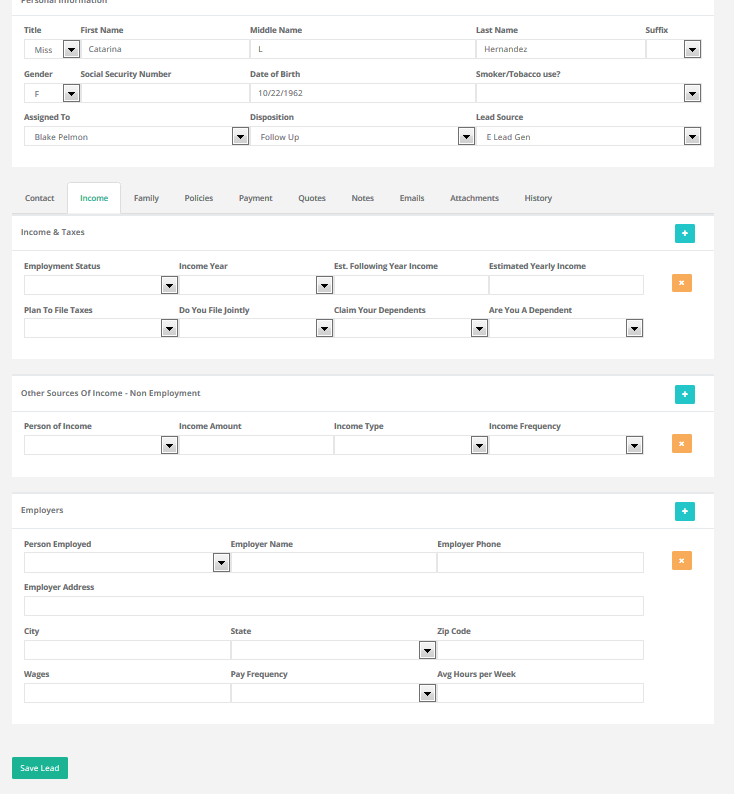 Personal Information
Title First Name Middle Name Last Name Suffix
Miss Catarina L Hernandez
Gender Social Security Number Date of Birth Smoker/Tobacco use?
F 10/22/1962
Assigned To Disposition Lead Source
Blake Pelmon Follow Up E Lead Gen
Contact Income Family Policies Payment Quotes Notes Emails Attachments History
Income & Taxes
Employment Status Income Year Est. Following Year Income Estimated Yearly Income
Plan To File Taxes Do You File Jointly Claim Your Dependents Are You A Dependent
Other Sources Of Income - Non Employment
Person of Income Income Amount Income Type Income Frequency
Employers
Person Employed Employer Name Employer Phone
Employer Address
City State Zip Code
Wages Pay Frequency Avg Hours per Week
Save Lead